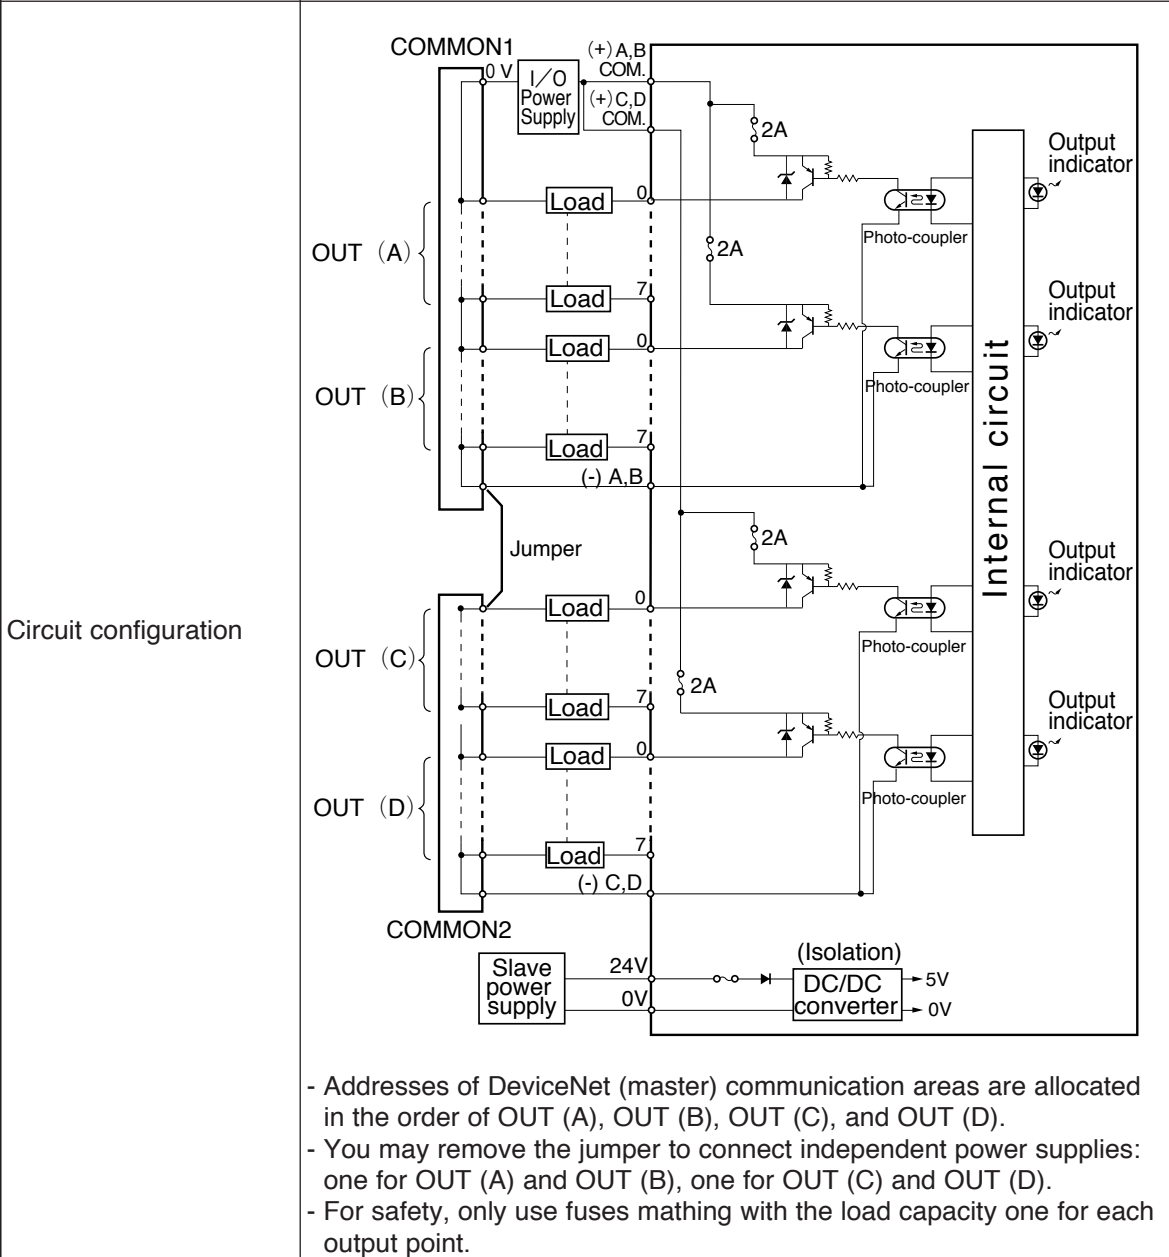 Circuit configuration
COMMON1
0 V
I/O
Power
Supply
(+) A,B
COM.
(+) C,D
COM.
2A
Output
indicator
Load
0
Photo-coupler
OUT (A)
2A
Load
7
Output
indicator
Load
0
Photo-coupler
OUT (B)
Load
7
(-) A,B
Internal circuit
Jumper
2A
Output
indicator
Load
0
Photo-coupler
OUT (C)
2A
Load
7
Output
indicator
Load
0
Photo-coupler
OUT (D)
Load
7
(-) C,D
COMMON2
Slave
power
supply
24V
0V
(Isolation)
DC/DC
converter
5V
0V
- Addresses of DeviceNet (master) communication areas are allocated
in the order of OUT (A), OUT (B), OUT (C), and OUT (D).
- You may remove the jumper to connect independent power supplies:
one for OUT (A) and OUT (B), one for OUT (C) and OUT (D).
- For safety, only use fuses mathing with the load capacity one for each
output point.